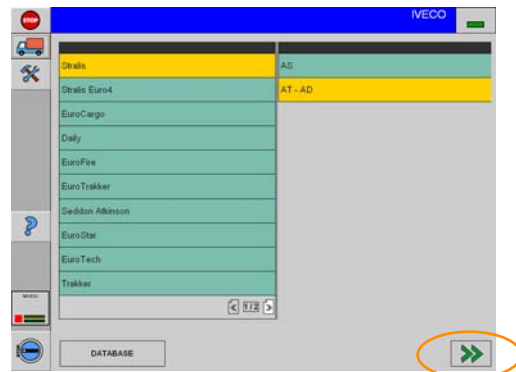 STOP
IVECO
Stralis
AS
Stralis Euro4
AT - AD
EuroCargo
Daily
EuroFire
EuroTrakker
Seddon Atkinson
EuroStar
EuroTech
Trakker
1/2
DATABASE